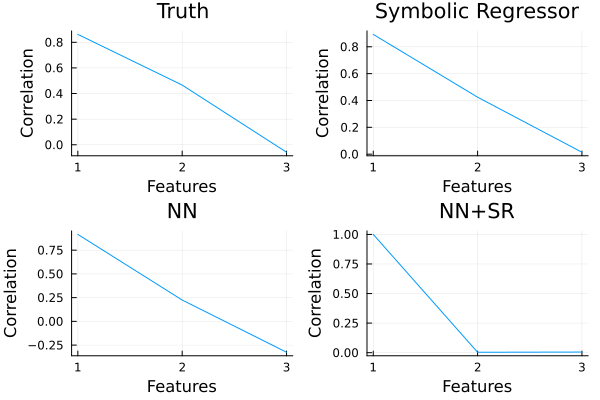 Truth
Correlation
0.8
0.6
0.4
0.2
0.0
1 2 3
Features
Symbolic Regressor
Correlation
0.8
0.6
0.4
0.2
0.0
1 2 3
Features
NN
Correlation
0.75
0.50
0.25
0.00
−0.25
1 2 3
Features
NN+SR
Correlation
1.00
0.75
0.50
0.25
0.00
1 2 3
Features